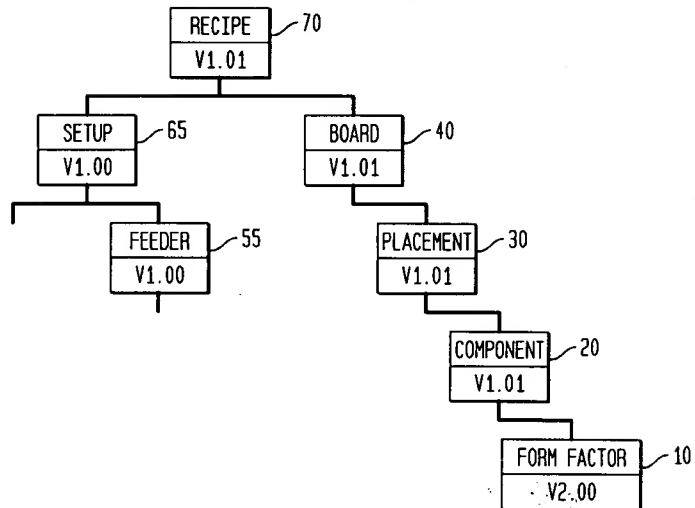 RECIPE
70
V1.01
SETUP
65
V1.00
BOARD
40
V1.01
FEEDER
55
V1.00
PLACEMENT
30
V1.01
COMPONENT
20
V1.01
FORM FACTOR
10
V2.00